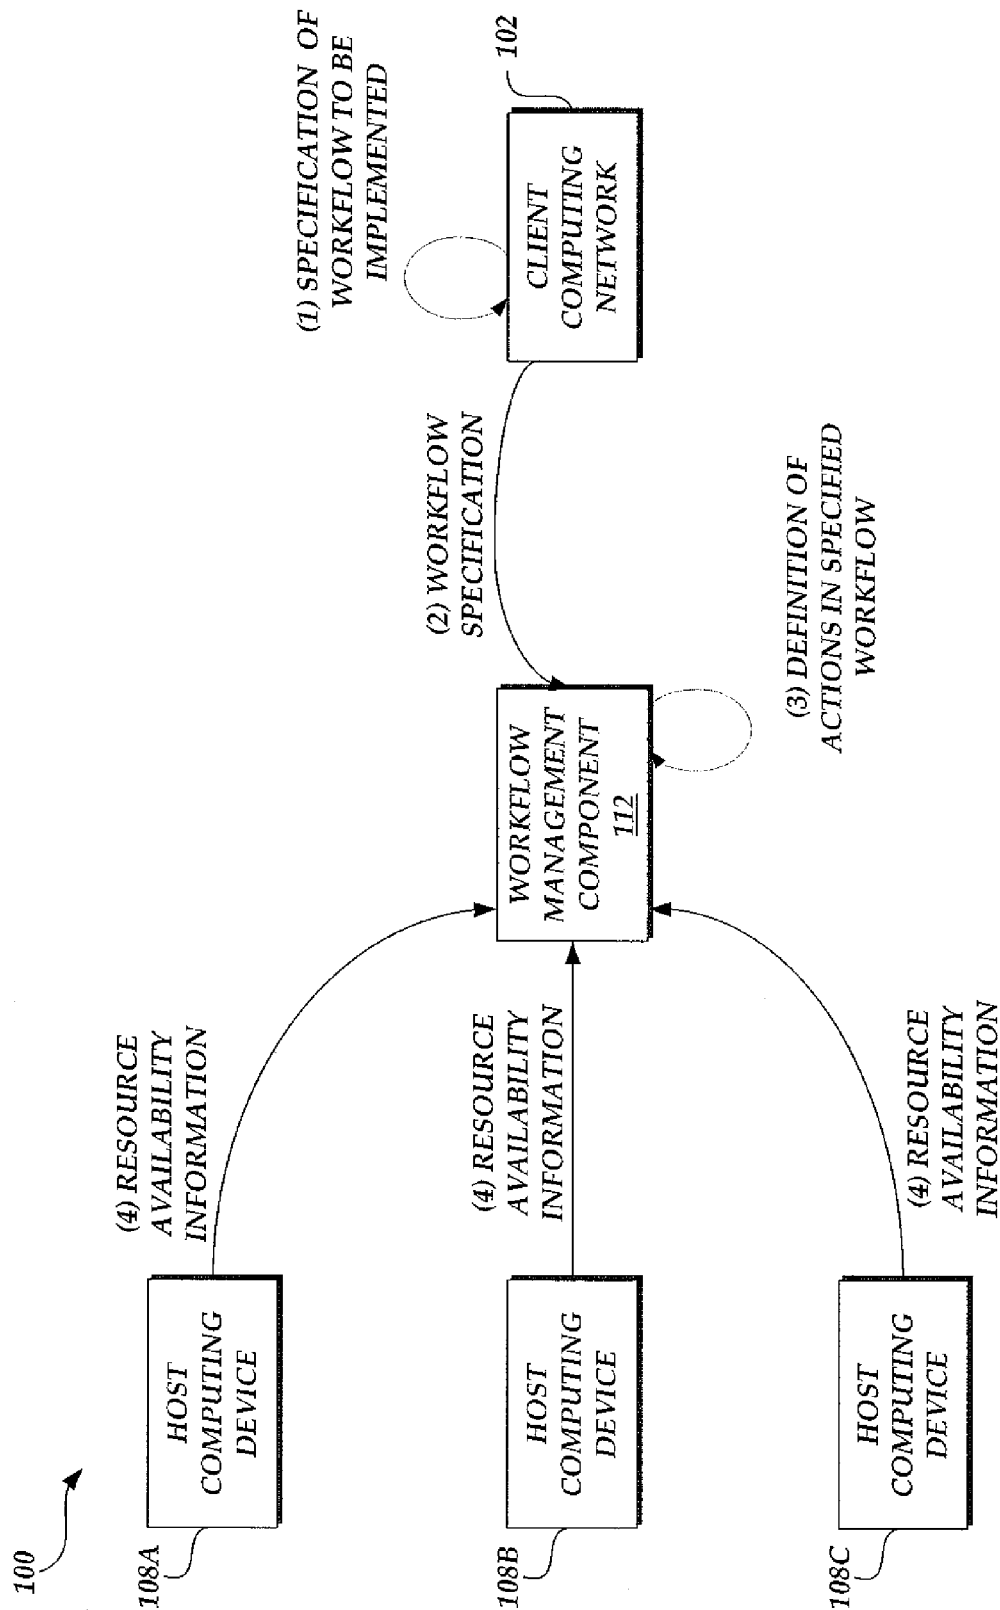 100
108A
HOST
COMPUTING
DEVICE
(4) RESOURCE
AVAILABILITY
INFORMATION
108B
HOST
COMPUTING
DEVICE
(4) RESOURCE
AVAILABILITY
INFORMATION
108C
HOST
COMPUTING
DEVICE
(4) RESOURCE
AVAILABILITY
INFORMATION
WORKFLOW
MANAGEMENT
COMPONENT
112
(2) WORKFLOW
SPECIFICATION
(3) DEFINITION OF
ACTIONS IN SPECIFIED
WORKFLOW
(1) SPECIFICATION OF
WORKFLOW TO BE
IMPLEMENTED
102
CLIENT
COMPUTING
NETWORK